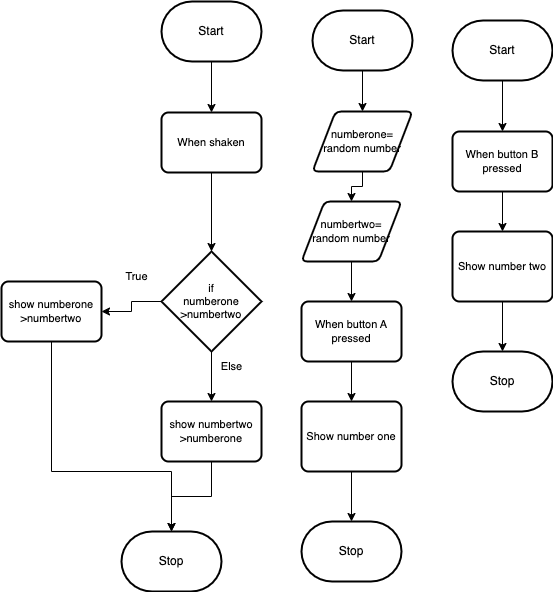 Start
When shaken
if
numberone
>numbertwo
True
show numberone
>numbertwo
Else
show numbertwo
>numberone
Stop
Start
numberone=
random number
numbertwo=
random number
When button A
pressed
Show number one
Stop
Start
When button B
pressed
Show number two
Stop